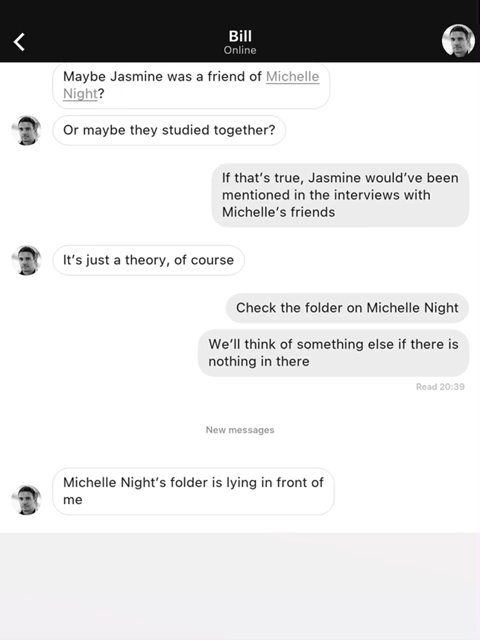 Bill
Online
Maybe Jasmine was a friend of Michelle
Night?
Or maybe they studied together?
If that’s true, Jasmine would’ve been
mentioned in the interviews with
Michelle’s friends
It’s just a theory, of course
Check the folder on Michelle Night
We’ll think of something else if there is
nothing in there
Read 20:39
New messages
Michelle Night’s folder is lying in front of
me